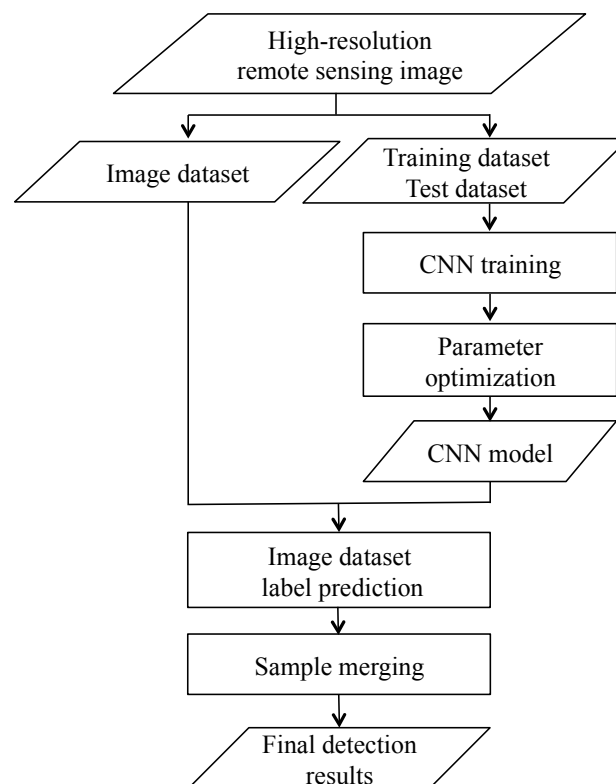 High-resolution
remote sensing image
Image dataset
Training dataset
Test dataset
CNN training
Parameter
optimization
CNN model
Image dataset
label prediction
Sample merging
Final detection
results